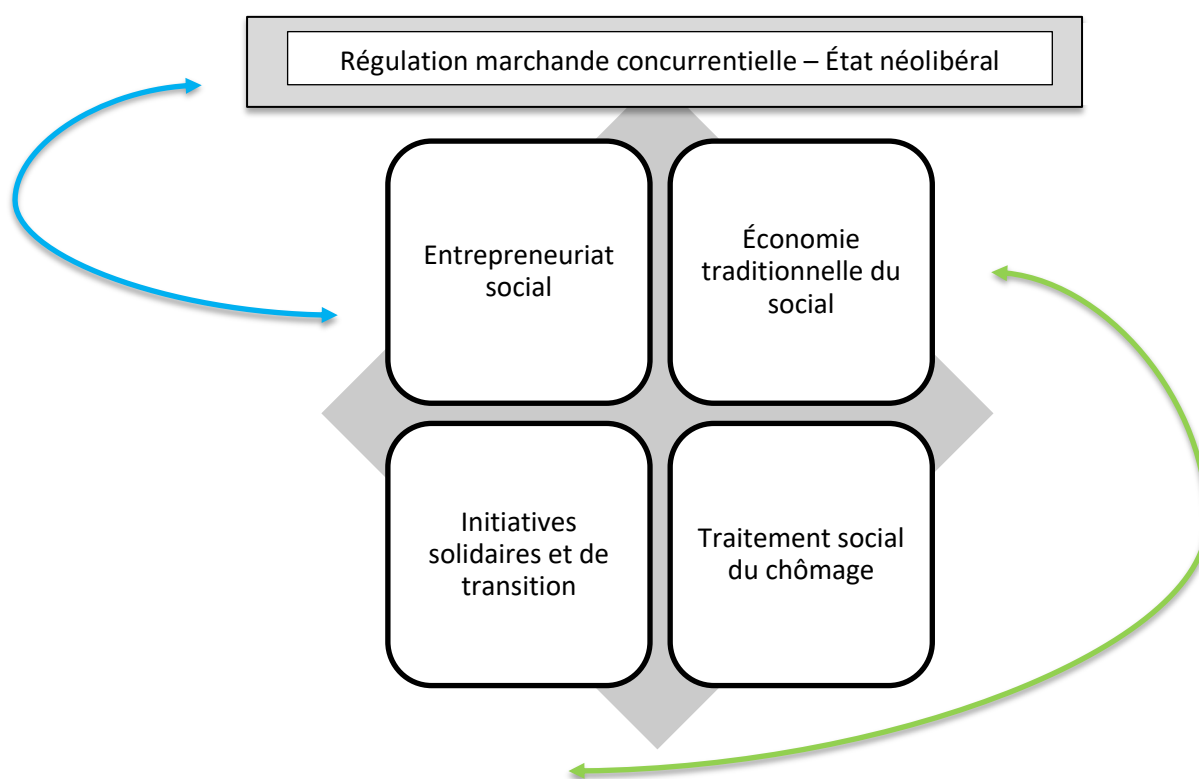 Régulation marchande concurrentielle – État néolibéral
Entrepreneuriat
social
Économie
traditionnelle du
social
Initiatives
solidaires et de
transition
Traitement social
du chômage